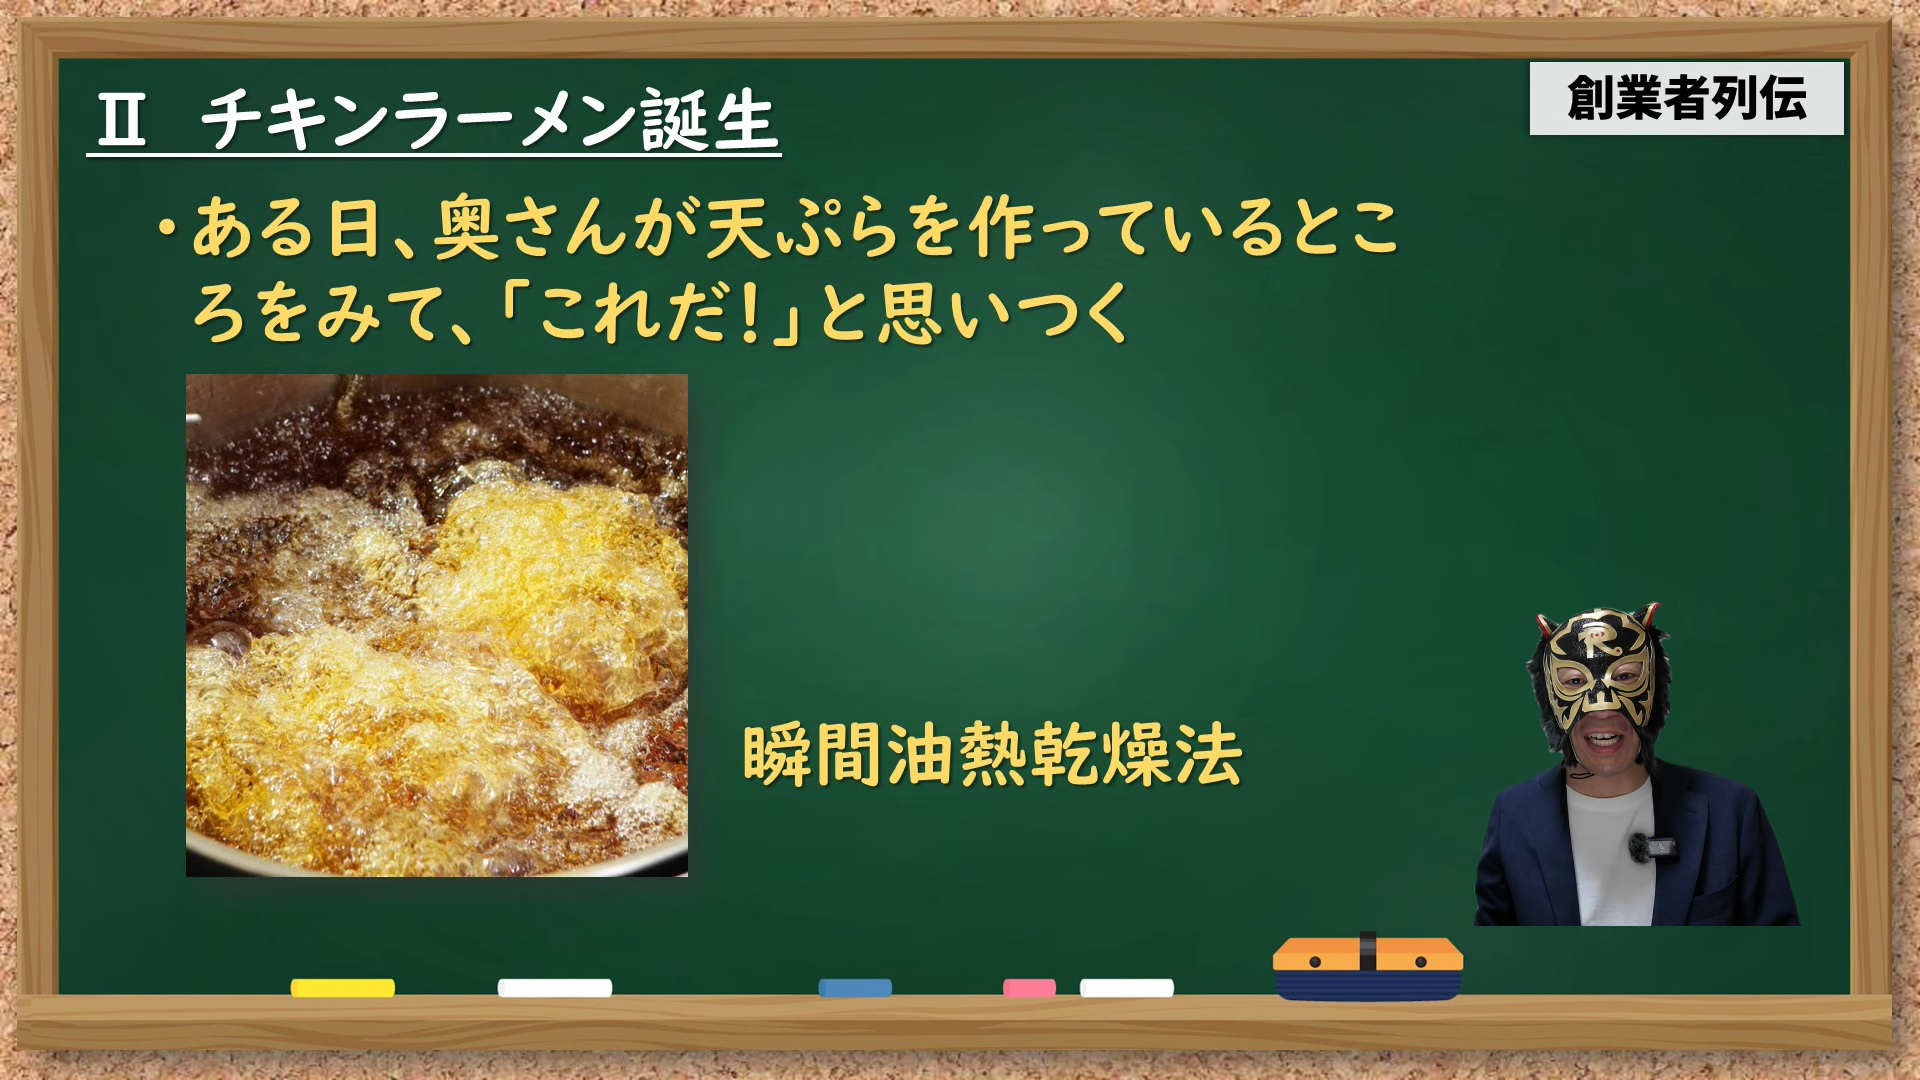 Ⅱ　チキンラーメン誕生
創業者列伝
・ある日、奥さんが天ぷらを作っているとこ
ろをみて、「これだ！」と思いつく
瞬間油熱乾燥法
R